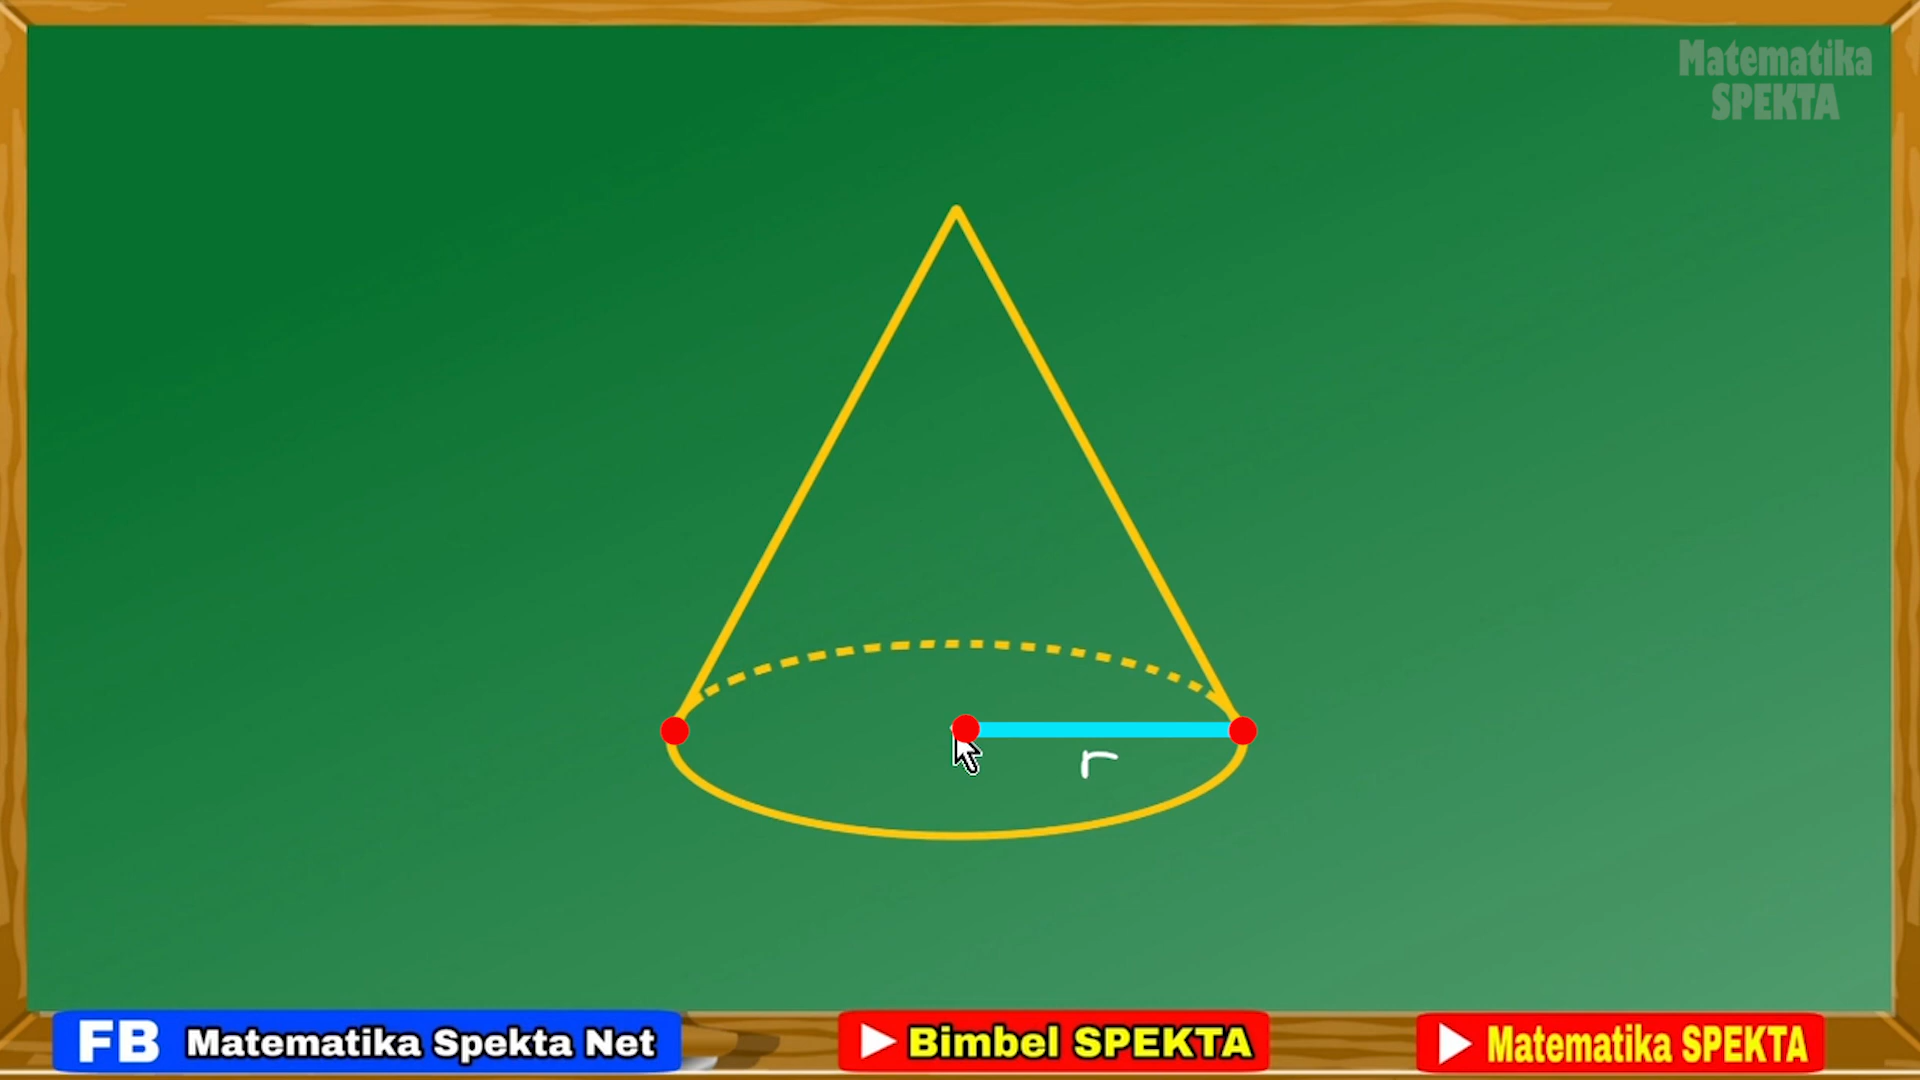 Matematika
SPEKTA
r
FB Matematika Spekta Net
Bimbel SPEKTA
Matematika SPEKTA